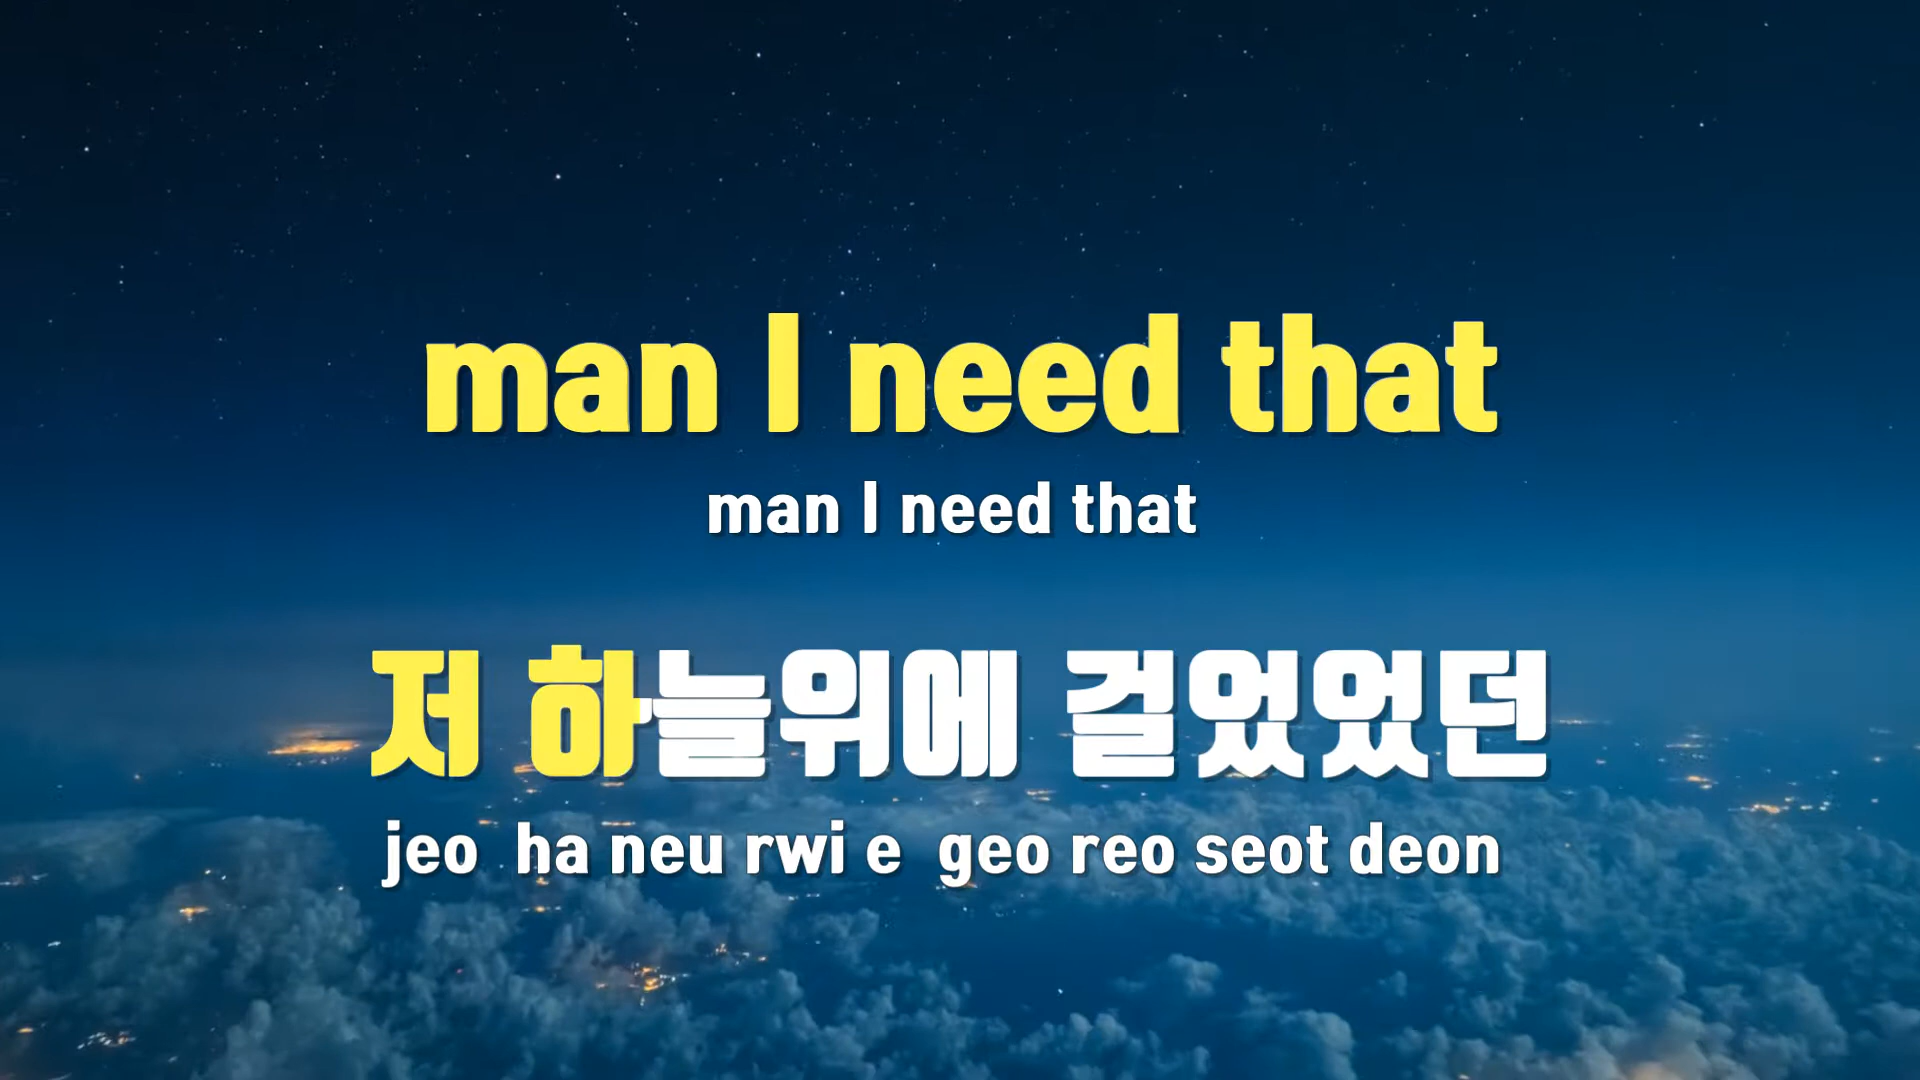 man I need that
man I need that
저 하늘위에 걸었었던
jeo ha neu rwi e geo reo seot deon